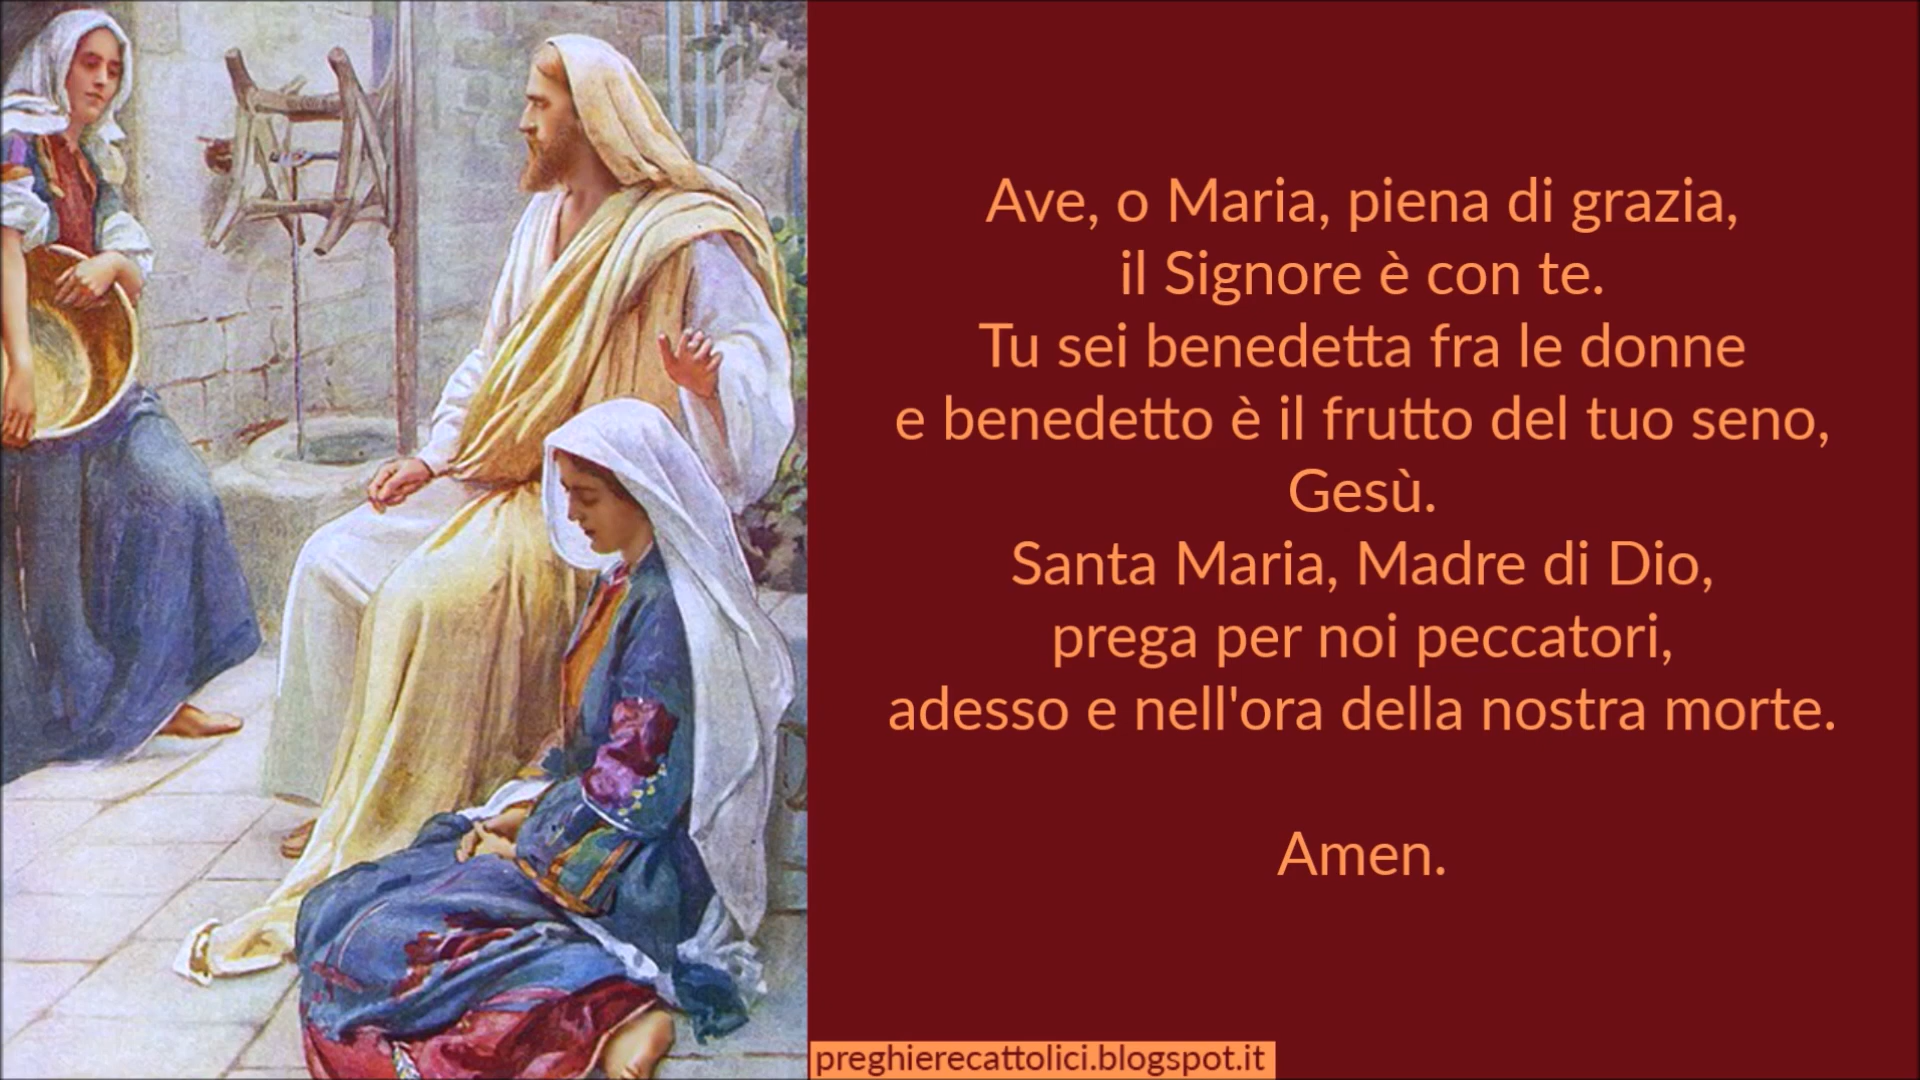 Ave, o Maria, piena di grazia,
il Signore è con te.
Tu sei benedetta fra le donne
e benedetto è il frutto del tuo seno,
Gesù.
Santa Maria, Madre di Dio,
prega per noi peccatori,
adesso e nell'ora della nostra morte.
Amen.
preghierecattolici.blogspot.it